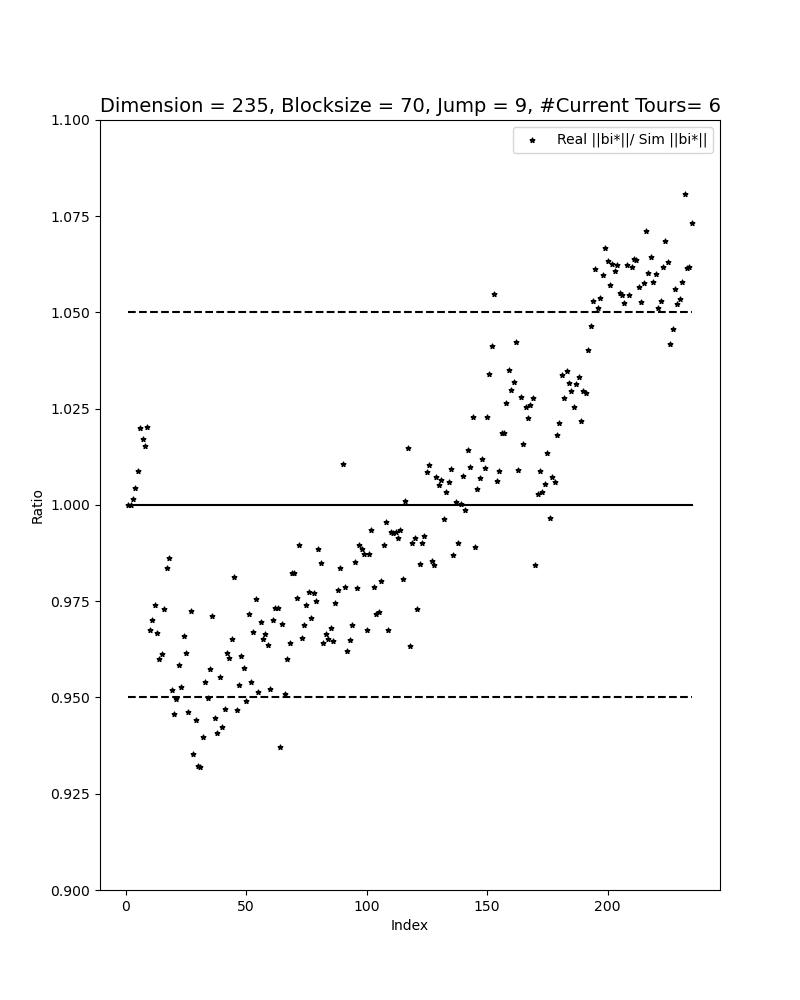 Dimension = 235, Blocksize = 70, Jump = 9, #Current Tours= 6
Real ||bi*||/ Sim ||bi*||
1.100
1.075
1.050
1.025
1.000
0.975
0.950
0.925
0.900
Ratio
0 50 100 150 200
Index